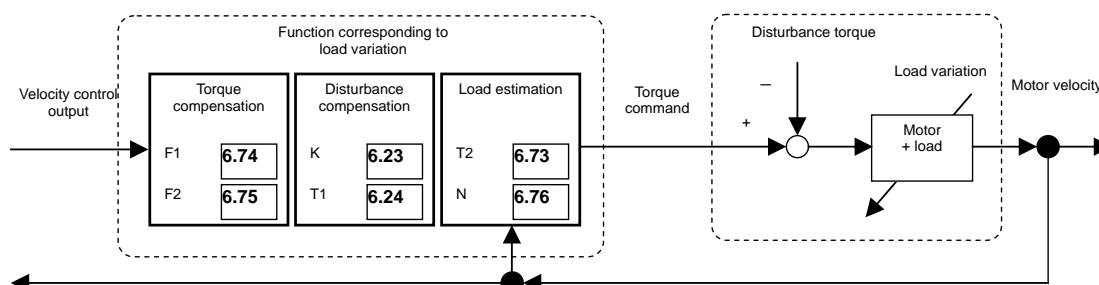 Function corresponding to
load variation
Disturbance torque
Velocity control
output
Torque
compensation
F1 6.74
F2 6.75
Disturbance
compensation
K 6.23
T1 6.24
Load estimation
T2 6.73
N 6.76
Torque
command
+
−
Load variation
Motor
+ load
Motor velocity